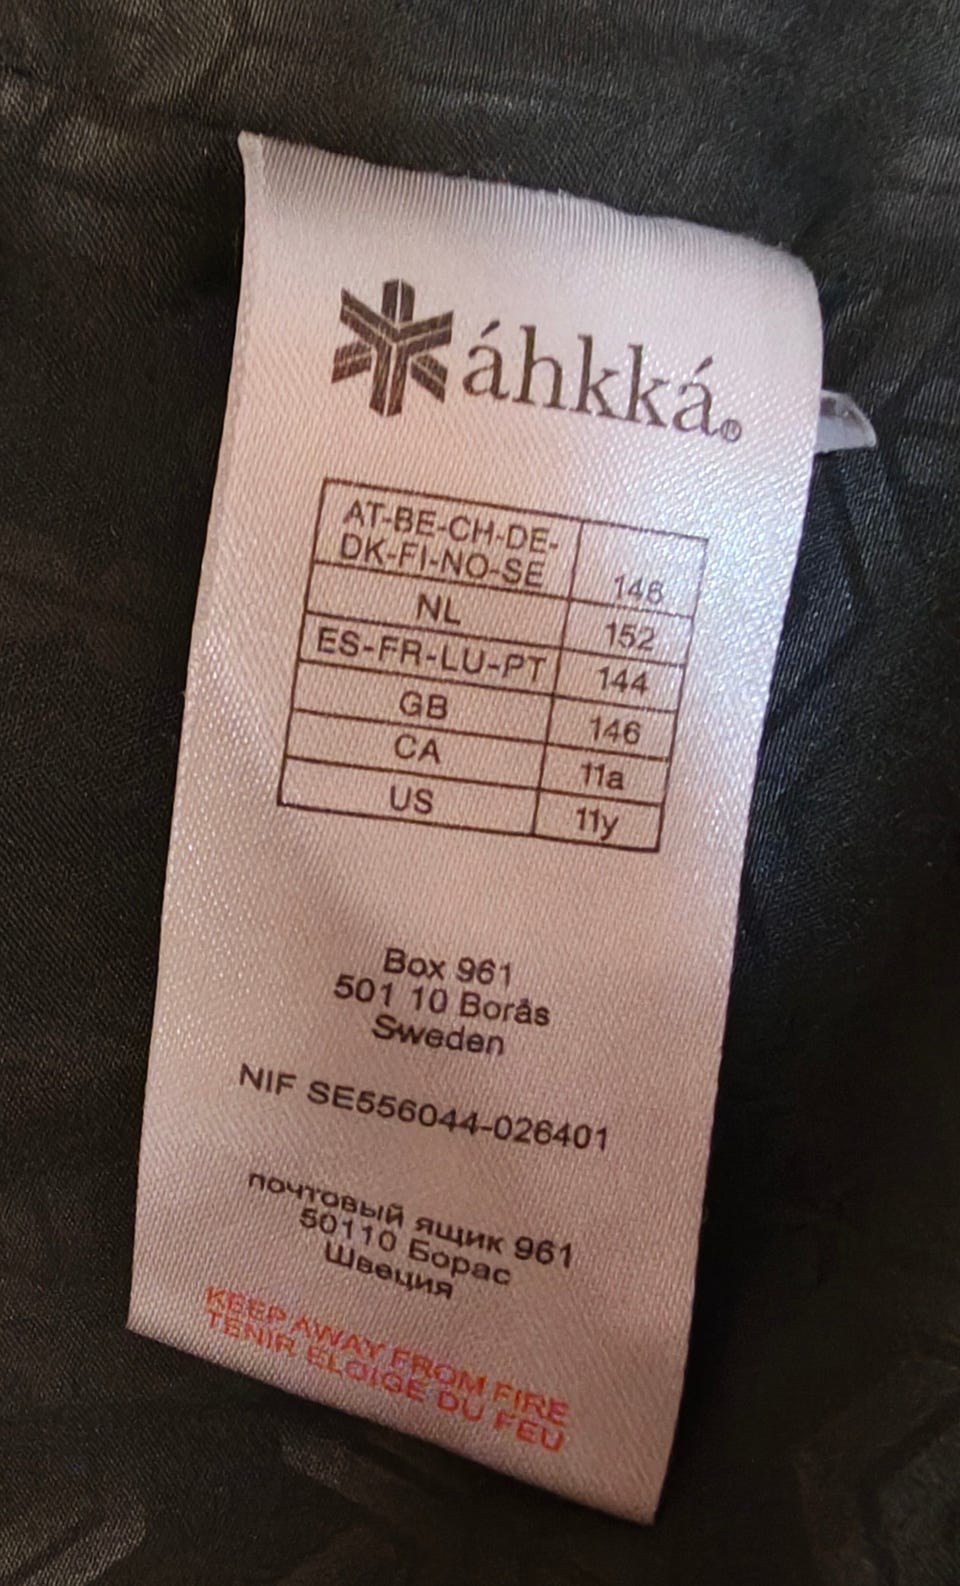 áhkká®
AT-BE-CH-DE-
DK-FI-NO-SE 146
NL 152
ES-FR-LU-PT 144
GB 146
CA 11a
US 11y
Box 961
501 10 Borås
Sweden
NIF SE556044-026401
почтовый ящик 961
50110 Борас
Швеция
KEEP AWAY FROM FIRE
TENIR ELOIGE DU FEU